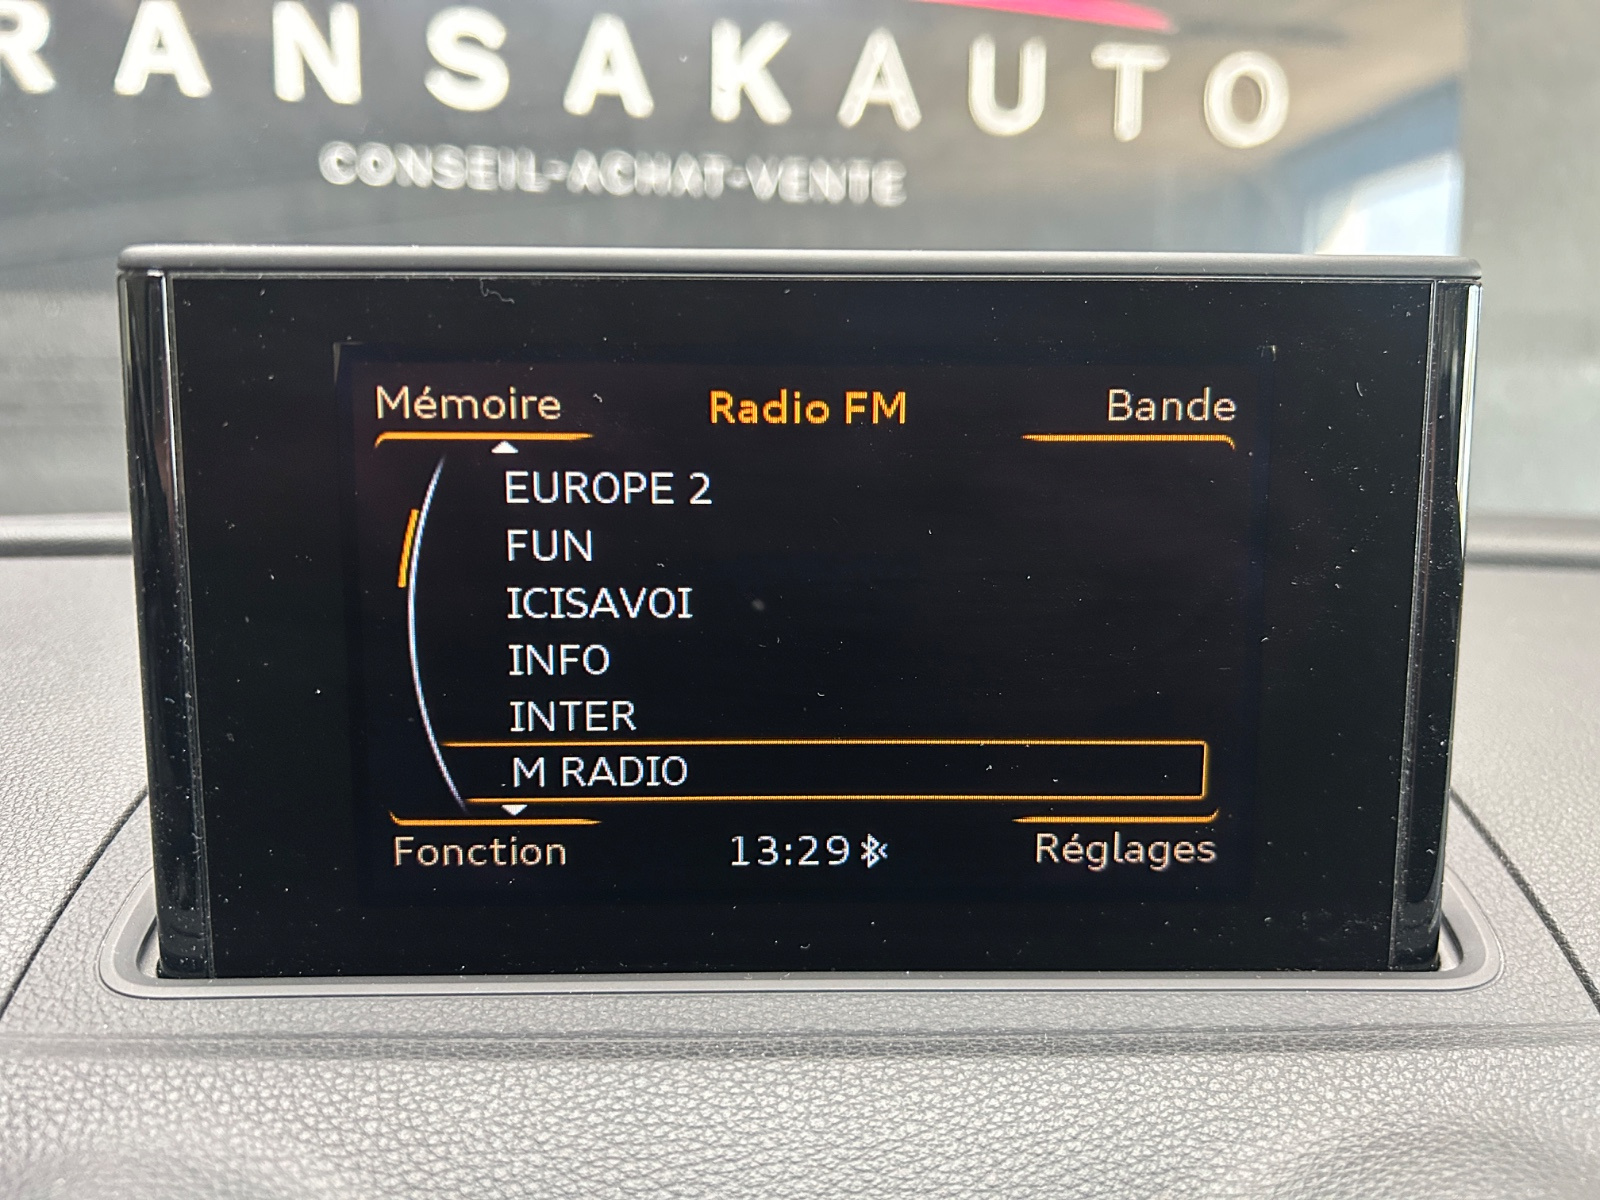 RANSAKAUTO
CONSEIL-ACHAT-VENTE
Mémoire Radio FM Bande
EUROPE 2
FUN
ICISAVOI
INFO
INTER
M RADIO
Fonction 13:29 Réglages